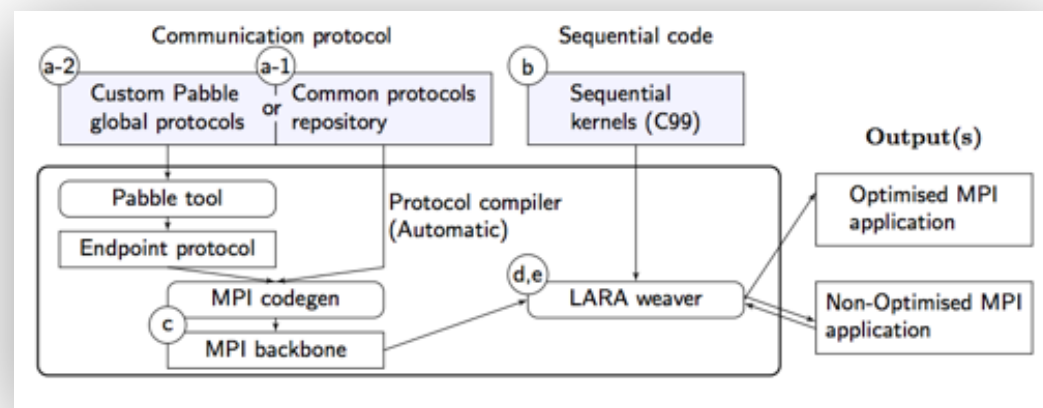 Communication protocol
Sequential code
a-2
a-1
b
Custom Pabble
global protocols
or
Common protocols
repository
Sequential
kernels (C99)
Output(s)
Pabble tool
Endpoint protocol
Protocol compiler
(Automatic)
Optimised MPI
application
MPI codegen
c
MPI backbone
d,e
LARA weaver
Non-Optimised MPI
application